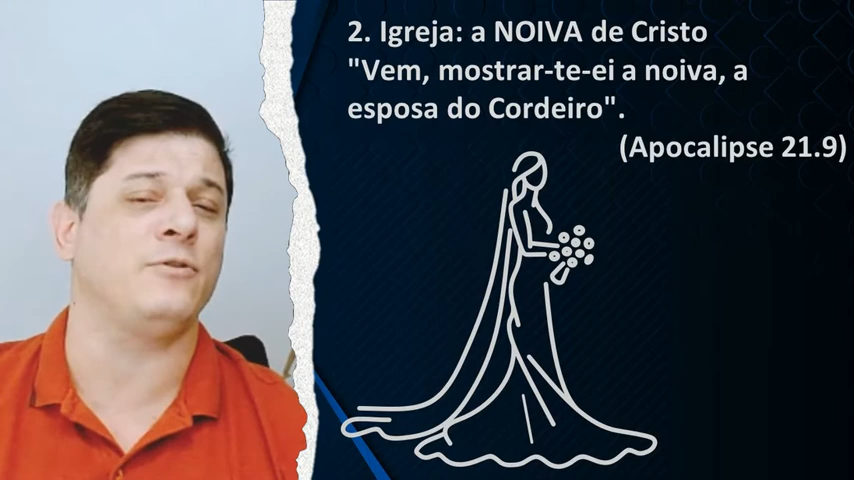 2. Igreja: a NOIVA de Cristo
"Vem, mostrar-te-ei a noiva, a
esposa do Cordeiro".
(Apocalipse 21.9)